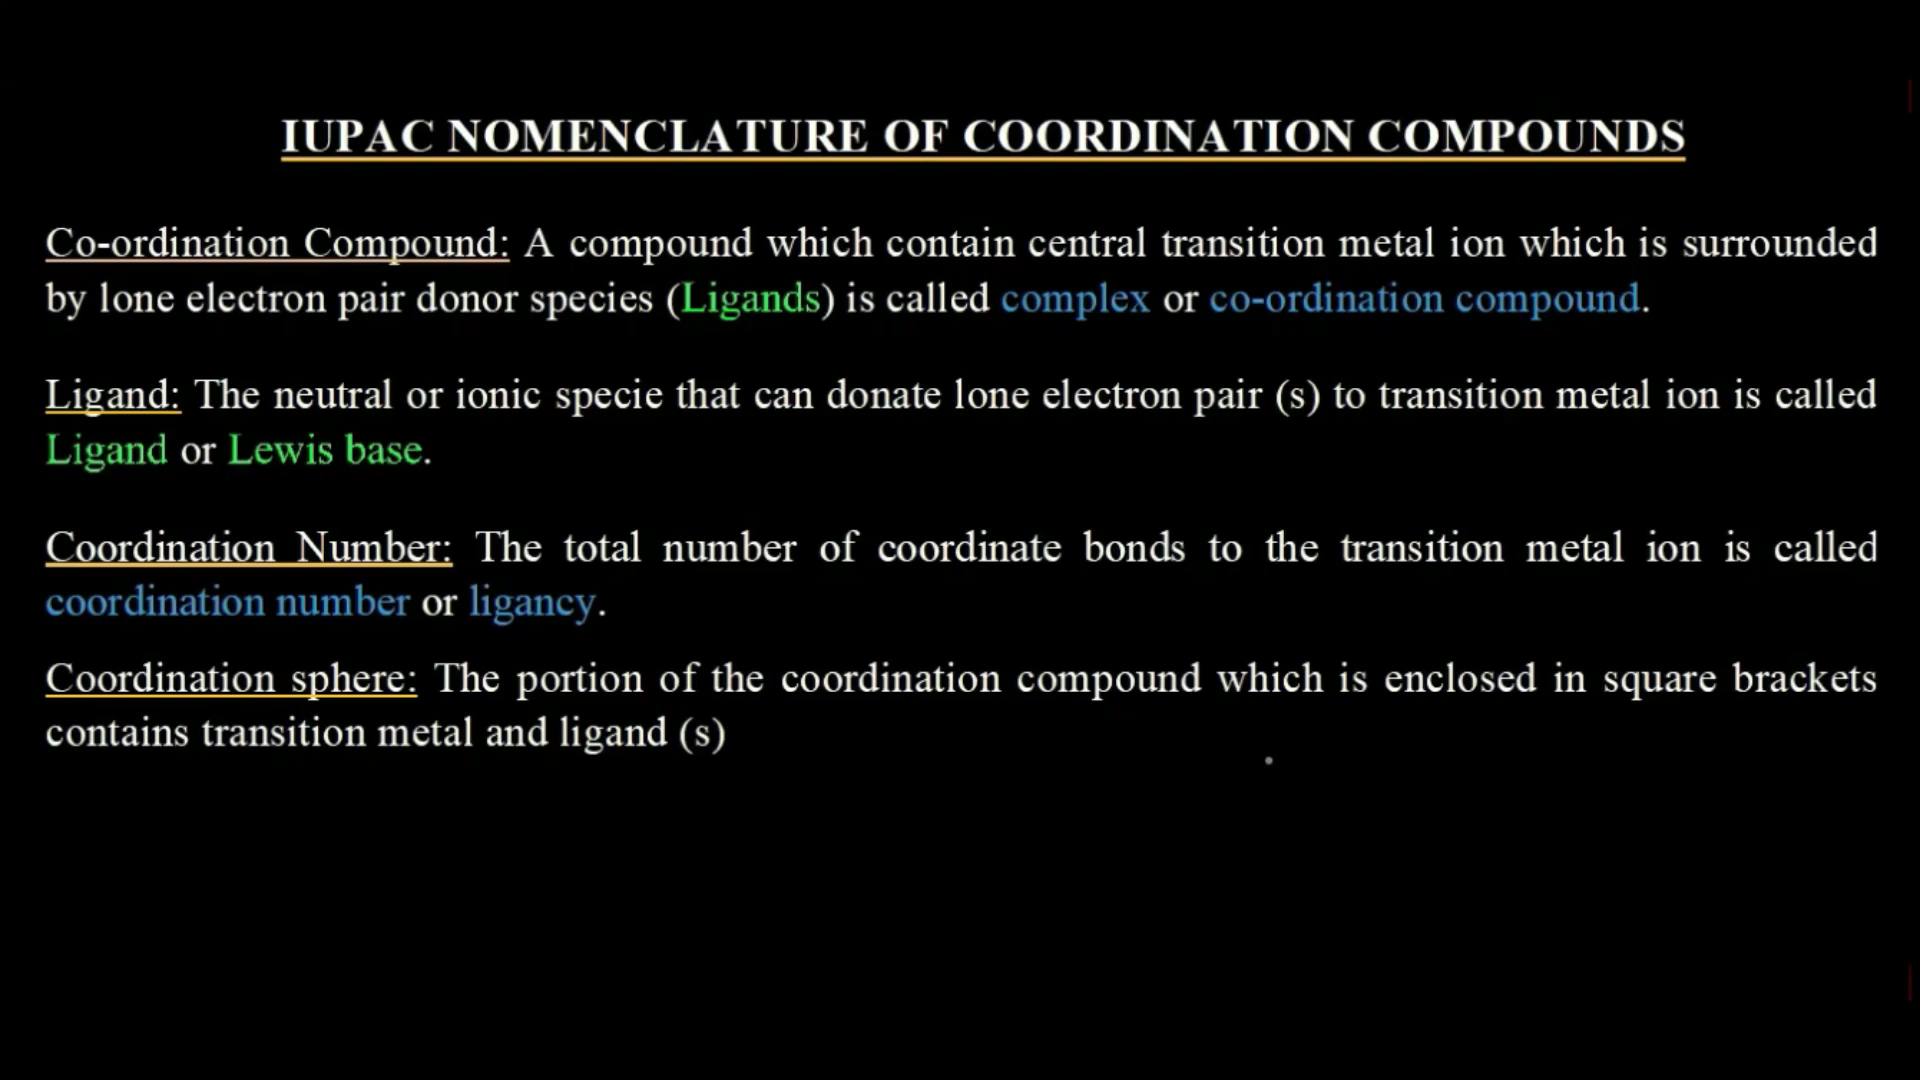 IUPAC NOMENCLATURE OF COORDINATION COMPOUNDS
Co-ordination Compound: A compound which contain central transition metal ion which is surrounded
by lone electron pair donor species (Ligands) is called complex or co-ordination compound.
Ligand: The neutral or ionic specie that can donate lone electron pair (s) to transition metal ion is called
Ligand or Lewis base.
Coordination Number: The total number of coordinate bonds to the transition metal ion is called
coordination number or ligancy.
Coordination sphere: The portion of the coordination compound which is enclosed in square brackets
contains transition metal and ligand (s)